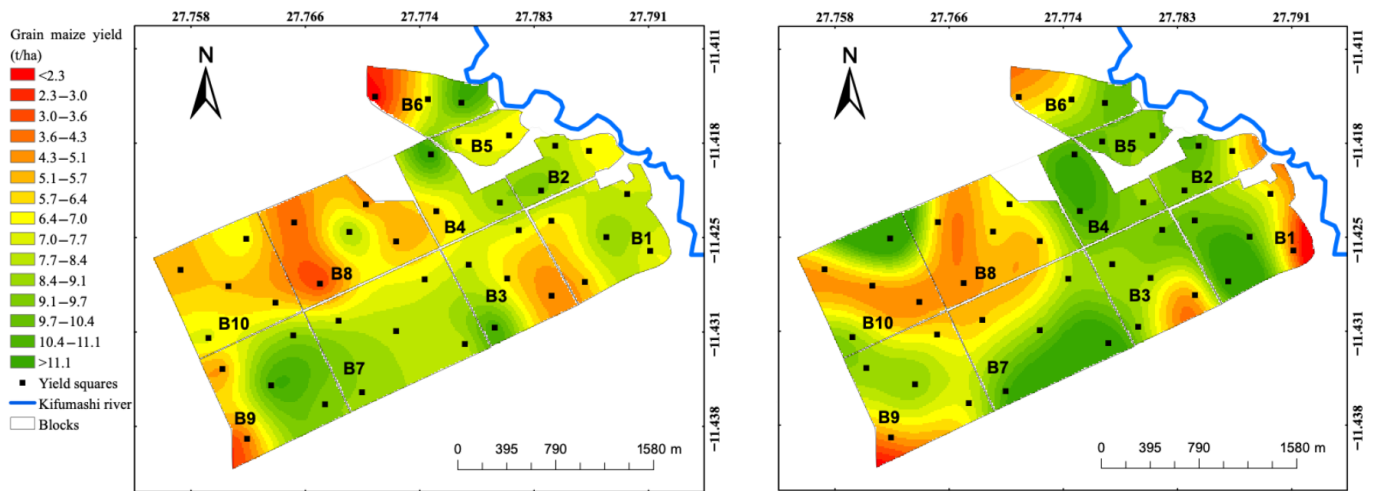 27.758 27.766 27.774 27.783 27.791
27.758 27.766 27.774 27.783 27.791
Grain maize yield
(t/ha)
<2.3
2.3–3.0
3.0–3.6
3.6–4.3
4.3–5.1
5.1–5.7
5.7–6.4
6.4–7.0
7.0–7.7
7.7–8.4
8.4–9.1
9.1–9.7
9.7–10.4
10.4–11.1
>11.1
Yield squares
Kifumashi river
Blocks
N
B6
B5
B2
B4
B1
B8
B3
B10
B7
B9
0 395 790 1580 m
−11.411
−11.418
−11.425
−11.431
−11.438
N
B6
B5
B2
B4
B1
B8
B3
B10
B7
B9
0 395 790 1580 m
−11.411
−11.418
−11.425
−11.431
−11.438